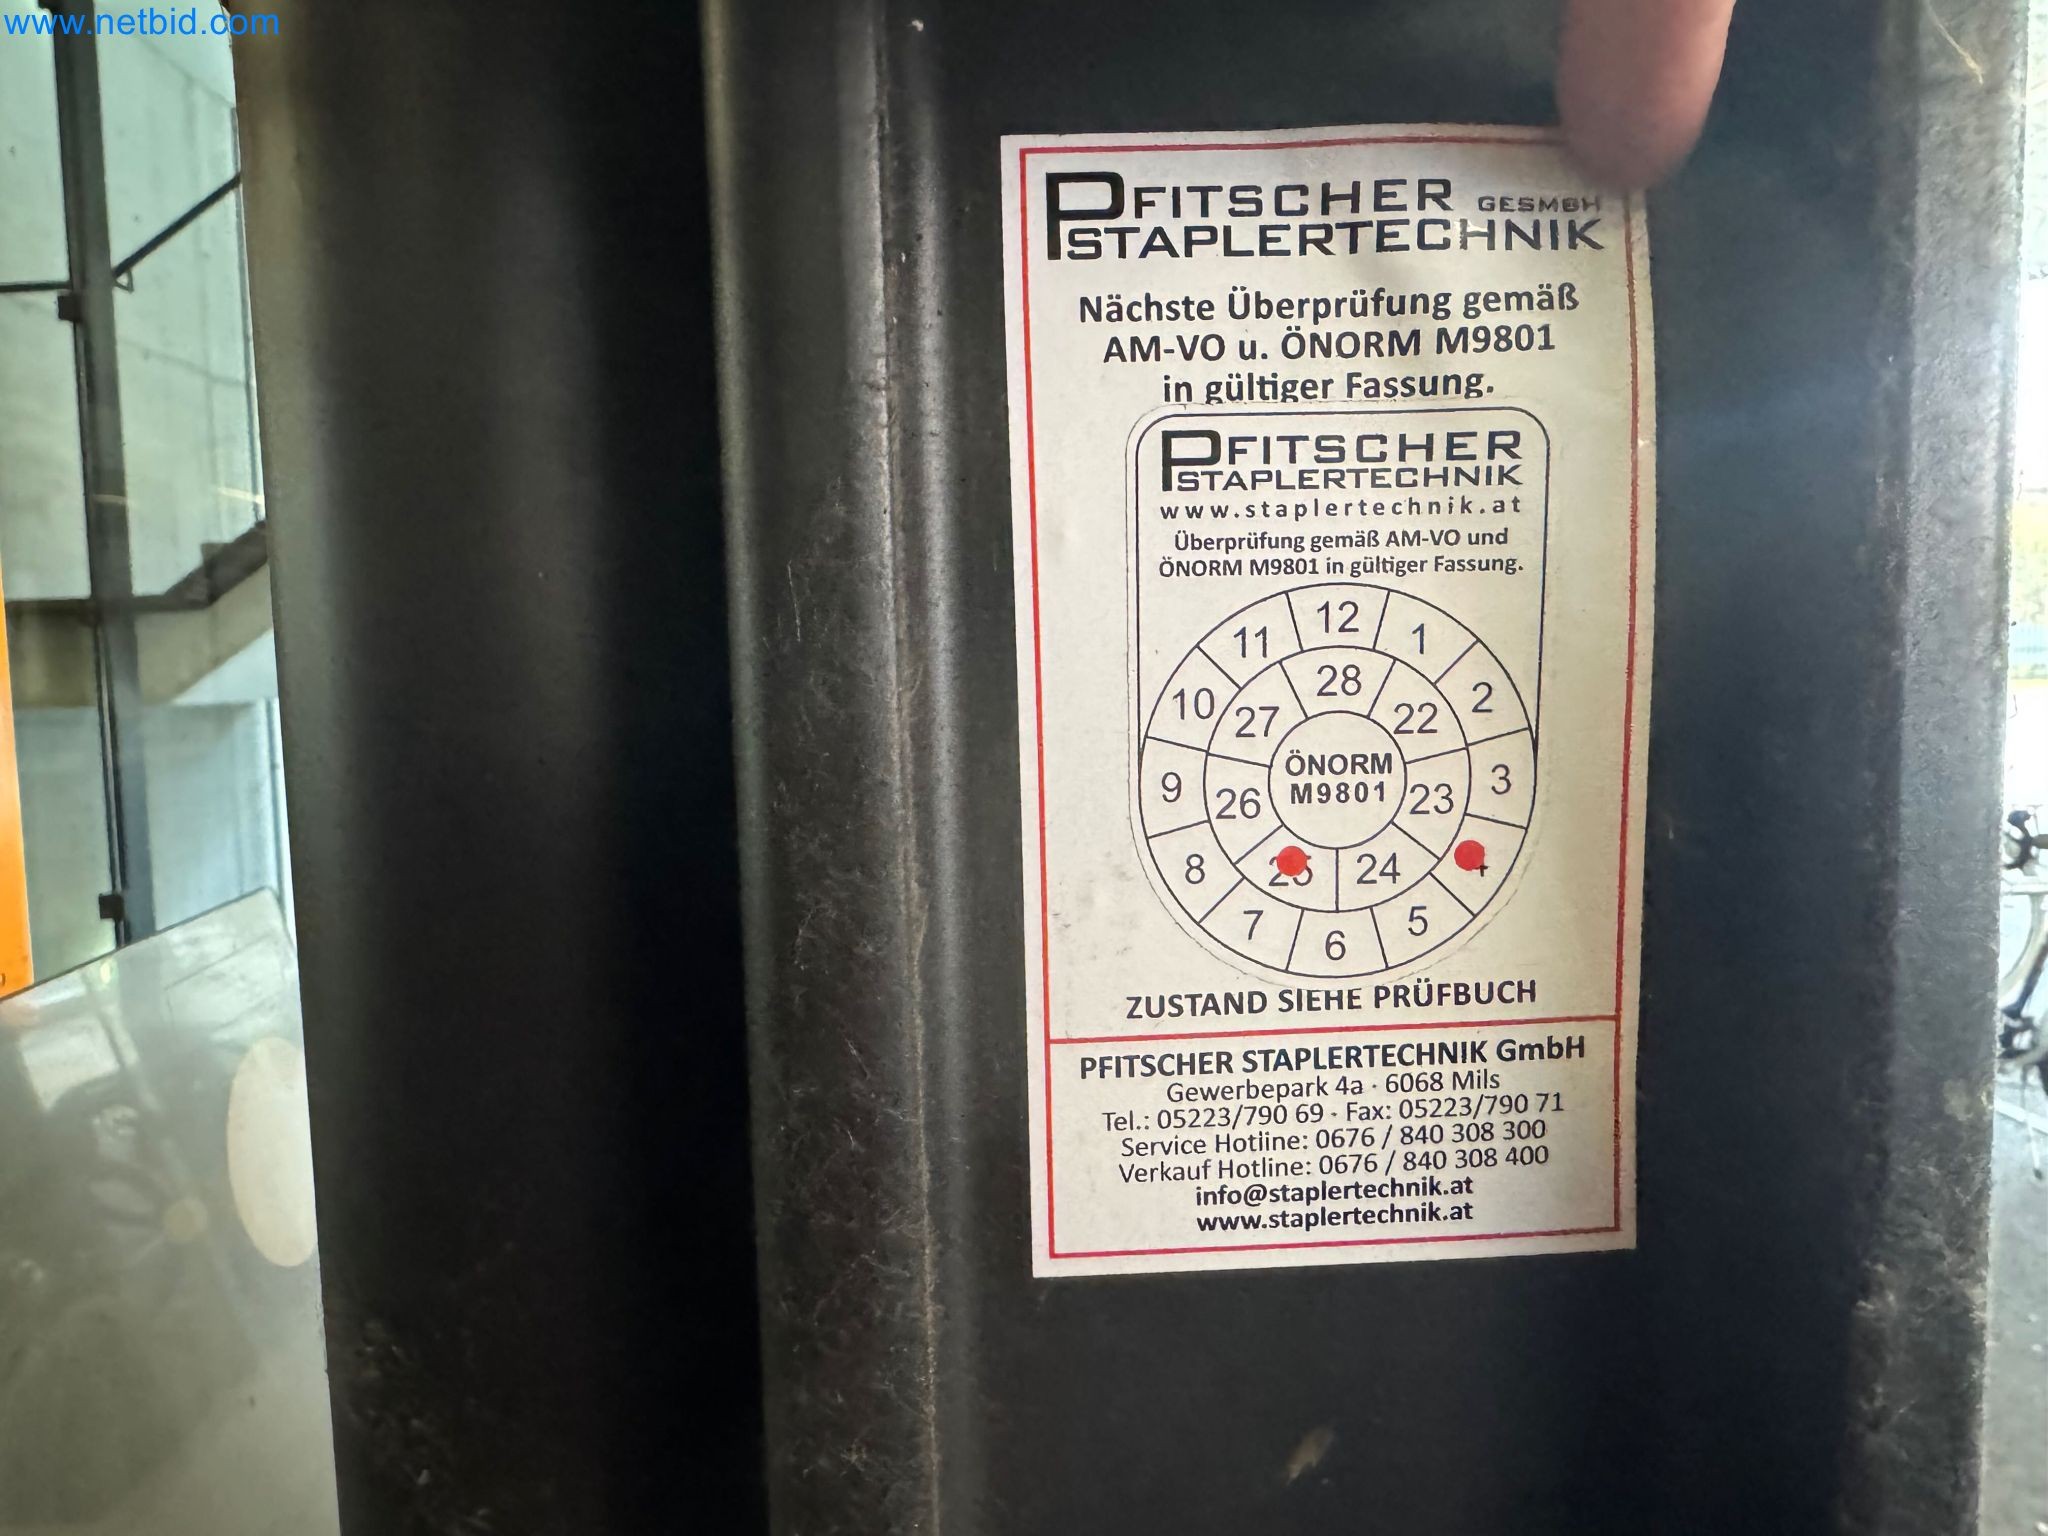 www.netbid.com
PFITSCHER GESMBH
STAPLERTECHNIK
Nächste Überprüfung gemäß
AM-VO u. ÖNORM M9801
in gültiger Fassung.
PFITSCHER
STAPLERTECHNIK
www.staplertechnik.at
Überprüfung gemäß AM-VO und
ÖNORM M9801 in gültiger Fassung.
12
11
1
28
10
2
27
22
ÖNORM
M9801
9
3
26
23
8
25
24
4
7
5
6
ZUSTAND SIEHE PRÜFBUCH
PFITSCHER STAPLERTECHNIK GmbH
Gewerbepark 4a · 6068 Mils
Tel.: 05223/790 69 · Fax: 05223/790 71
Service Hotline: 0676 / 840 308 300
Verkauf Hotline: 0676 / 840 308 400
info@staplertechnik.at
www.staplertechnik.at